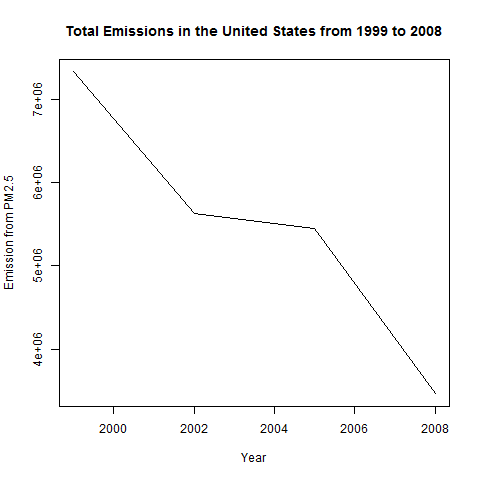 Total Emissions in the United States from 1999 to 2008
Emission from PM2.5
7e+06
6e+06
5e+06
4e+06
2000 2002 2004 2006 2008
Year